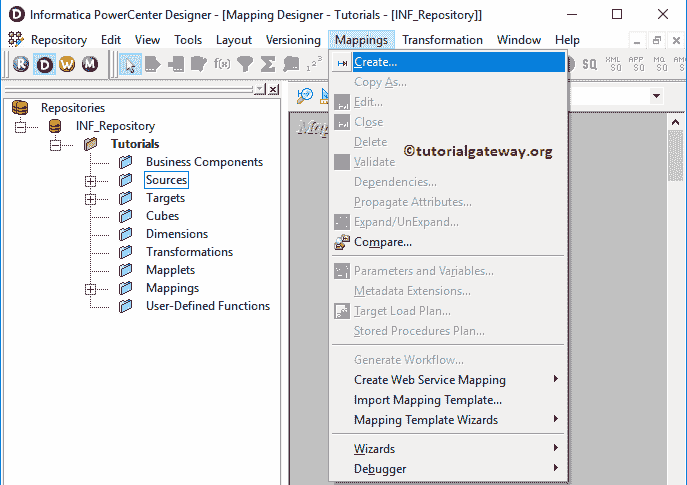 Informatica PowerCenter Designer - [Mapping Designer - Tutorials - [INF_Repository]]
Repository Edit View Tools Layout Versioning Mappings Transformation Window Help
R D W M f(x) Σ 123 SQ XML SQ APP SQ MQ SQ
Repositories
INF_Repository
Tutorials
Business Components
Sources
Targets
Cubes
Dimensions
Transformations
Mapplets
Mappings
User-Defined Functions
Create...
Copy As...
Edit...
Close
Delete
Validate
Dependencies...
Propagate Attributes...
Expand/UnExpand...
Compare...
Parameters and Variables...
Metadata Extensions...
Target Load Plan...
Stored Procedures Plan...
Generate Workflow...
Create Web Service Mapping
Import Mapping Template...
Mapping Template Wizards
Wizards
Debugger
©tutorialgateway.org